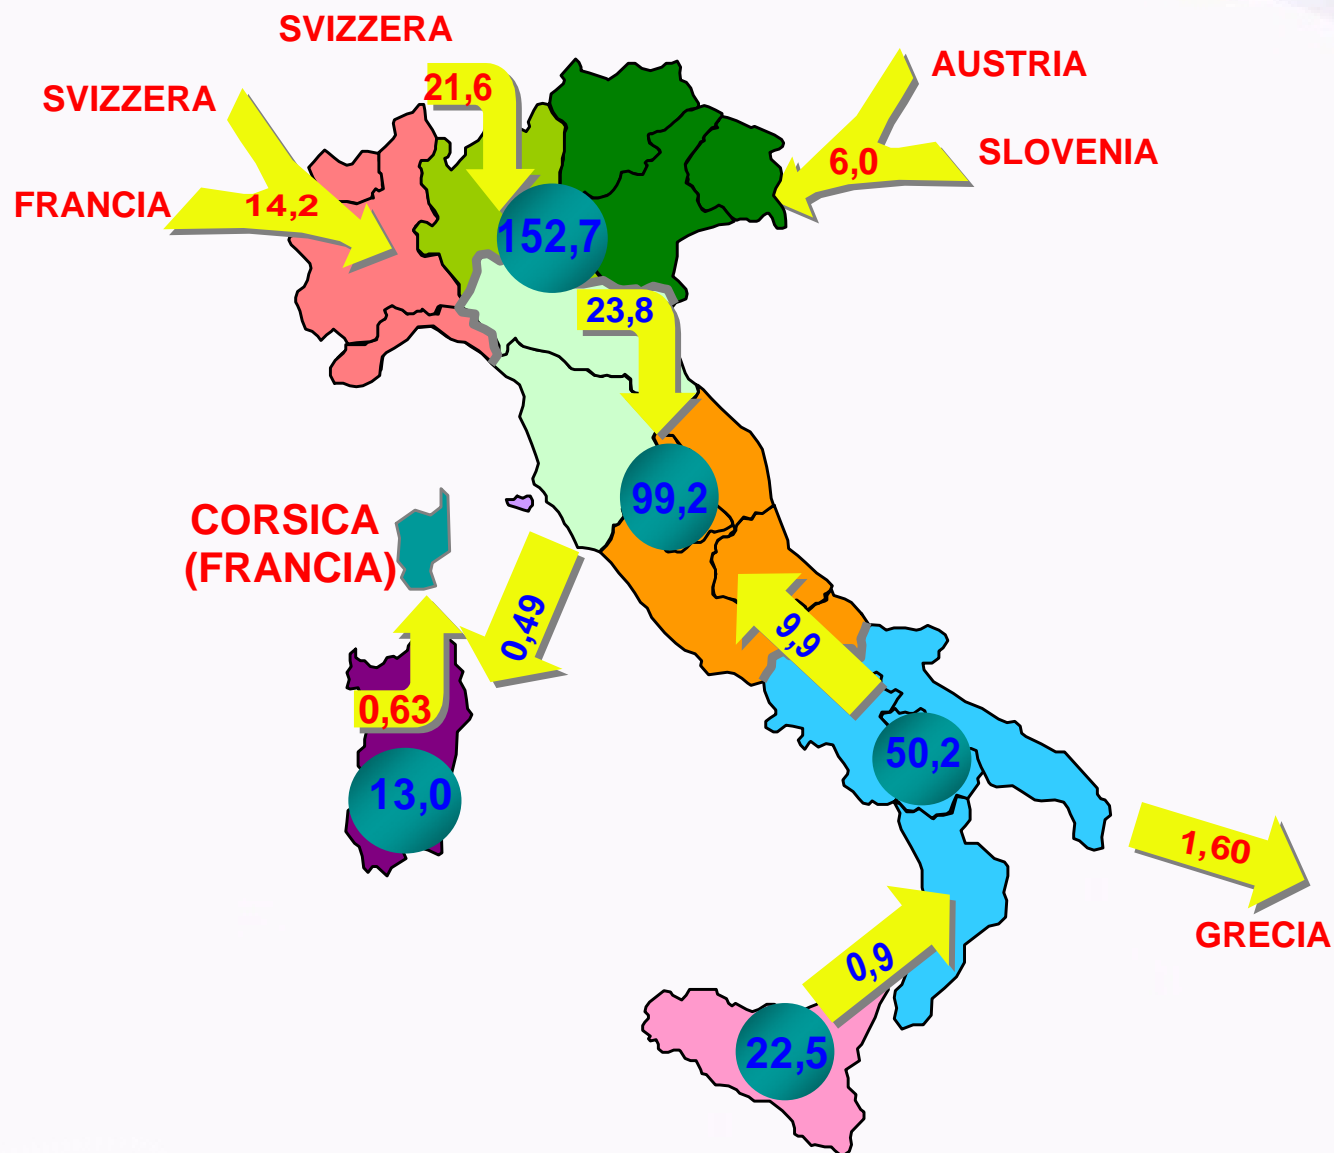 SVIZZERA
21,6
AUSTRIA
SVIZZERA
SLOVENIA
6,0
FRANCIA
14,2
152,7
23,8
99,2
CORSICA
(FRANCIA)
0,49
9,9
0,63
50,2
13,0
1,60
GRECIA
0,9
22,5